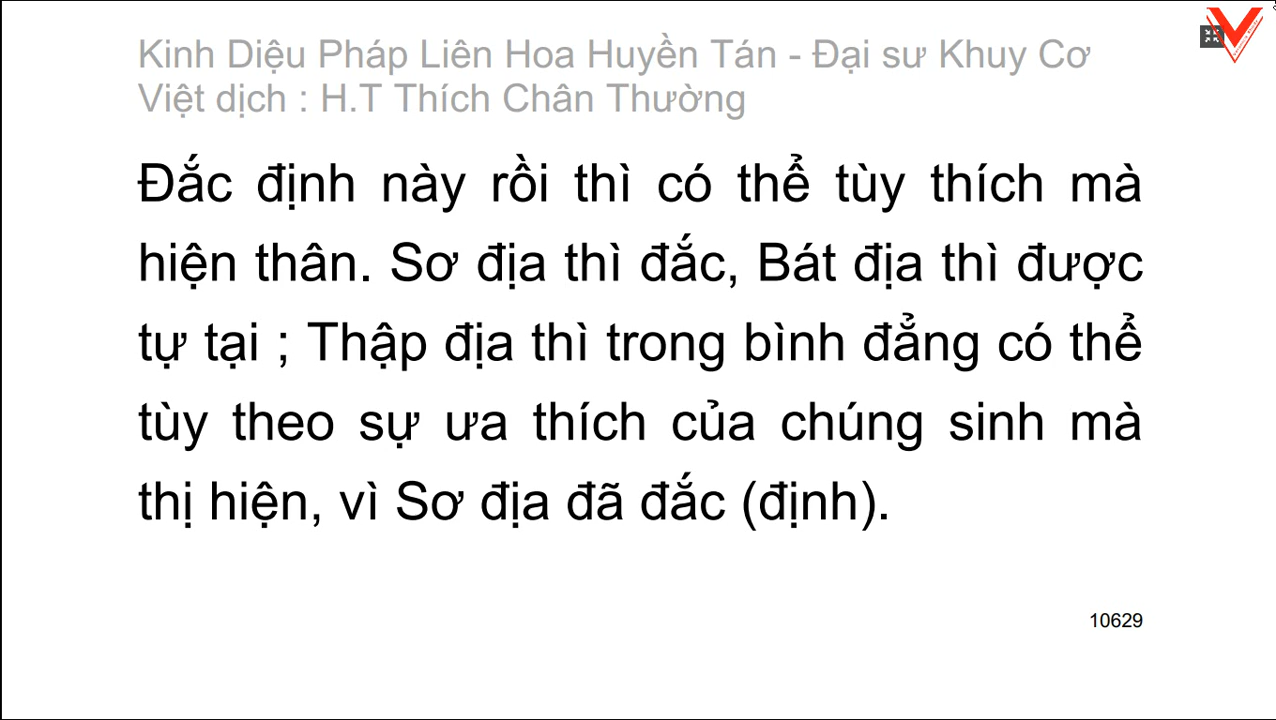 Kinh Diệu Pháp Liên Hoa Huyền Tán - Đại sư Khuy Cơ
Việt dịch : H.T Thích Chân Thường
Đắc định này rồi thì có thể tùy thích mà
hiện thân. Sơ địa thì đắc, Bát địa thì được
tự tại ; Thập địa thì trong bình đẳng có thể
tùy theo sự ưa thích của chúng sinh mà
thị hiện, vì Sơ địa đã đắc (định).
10629